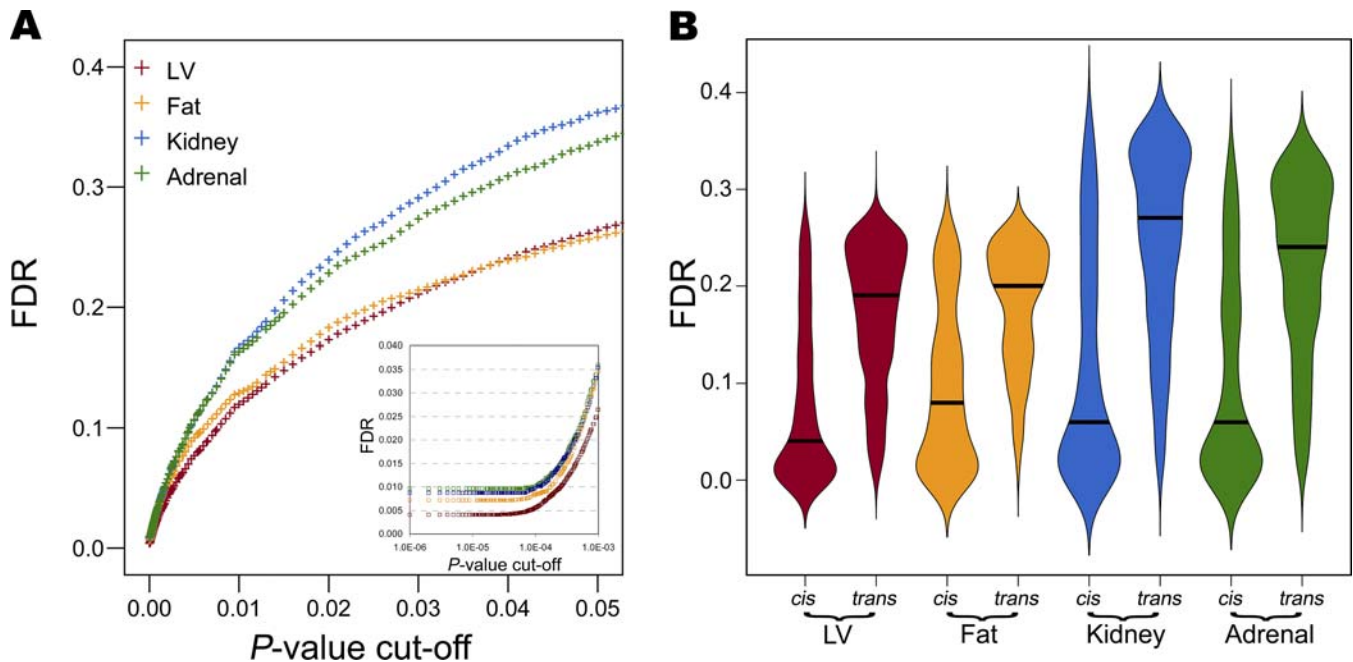 A
FDR
0.4
0.3
0.2
0.1
0.0
LV
Fat
Kidney
Adrenal
FDR
0.040
0.035
0.030
0.025
0.020
0.015
0.010
0.005
0.000
1.0E-06 1.0E-05 1.0E-04 1.0E-03
P-value cut-off
0.00 0.01 0.02 0.03 0.04 0.05
P-value cut-off
B
FDR
0.4
0.3
0.2
0.1
0.0
cis trans cis trans cis trans cis trans
LV Fat Kidney Adrenal